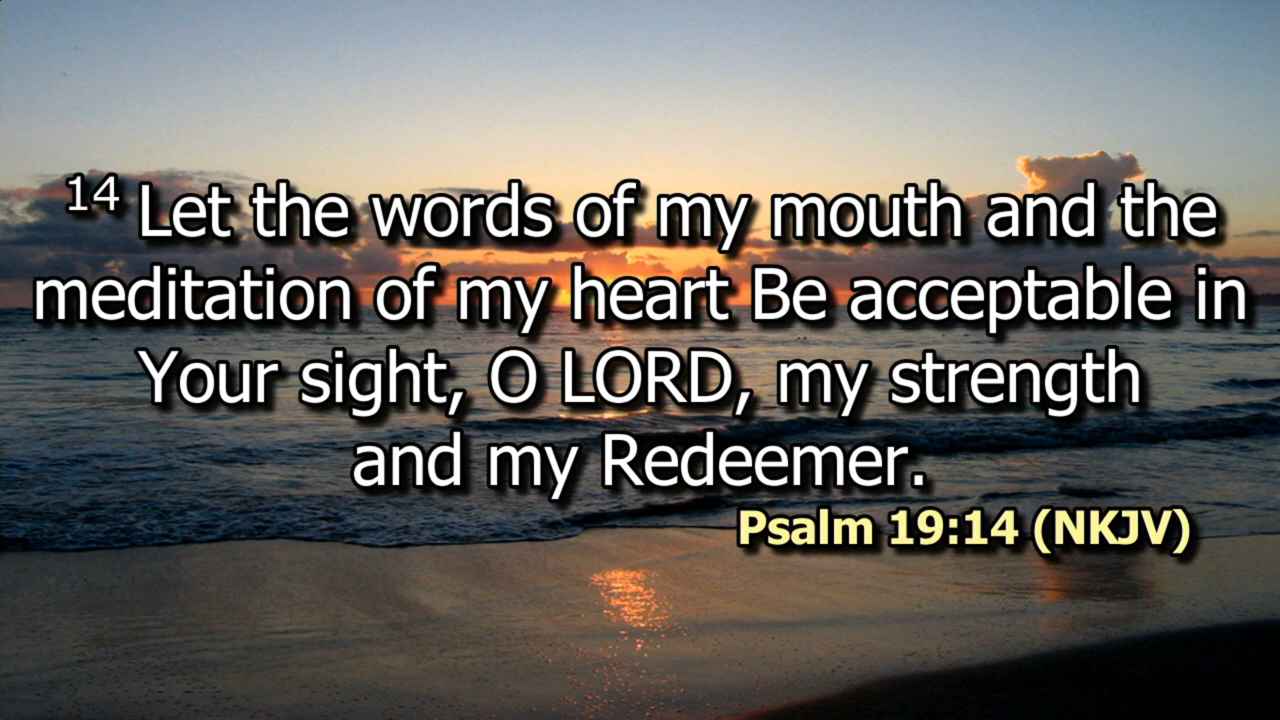 14 Let the words of my mouth and the
meditation of my heart Be acceptable in
Your sight, O LORD, my strength
and my Redeemer.
Psalm 19:14 (NKJV)